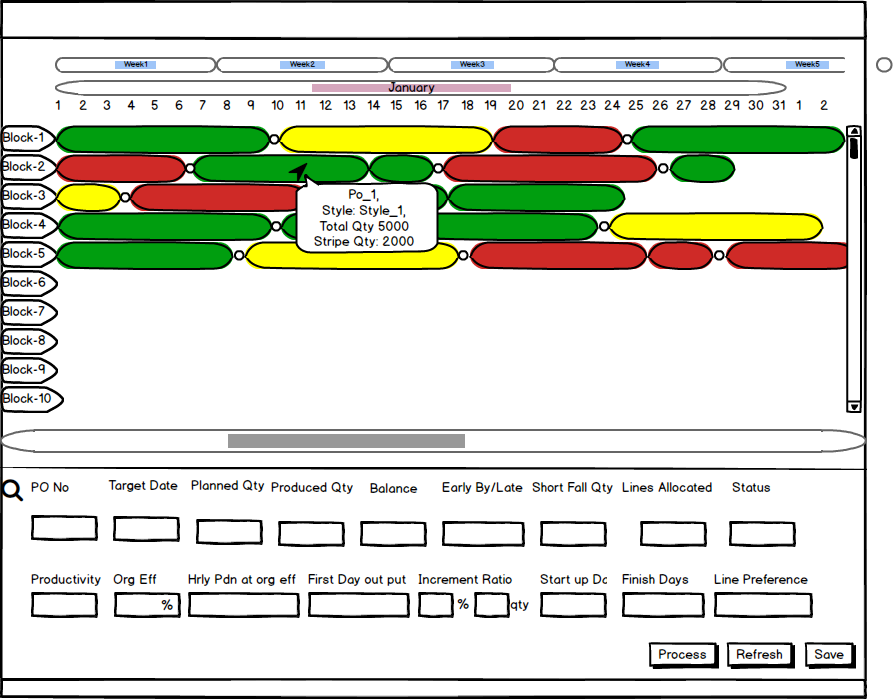 Week1 Week2 Week3 Week4 Week5
January
1 2 3 4 5 6 7 8 9 10 11 12 13 14 15 16 17 18 19 20 21 22 23 24 25 26 27 28 29 30 31 1 2
Block-1
Block-2
Block-3
Po_1,
Style: Style_1,
Total Qty 5000
Stripe Qty: 2000
Block-4
Block-5
Block-6
Block-7
Block-8
Block-9
Block-10
PO No Target Date Planned Qty Produced Qty Balance Early By/Late Short Fall Qty Lines Allocated Status
Productivity Org Eff Hrly Pdn at org eff First Day out put Increment Ratio Start up Da Finish Days Line Preference
% % qty
Process Refresh Save